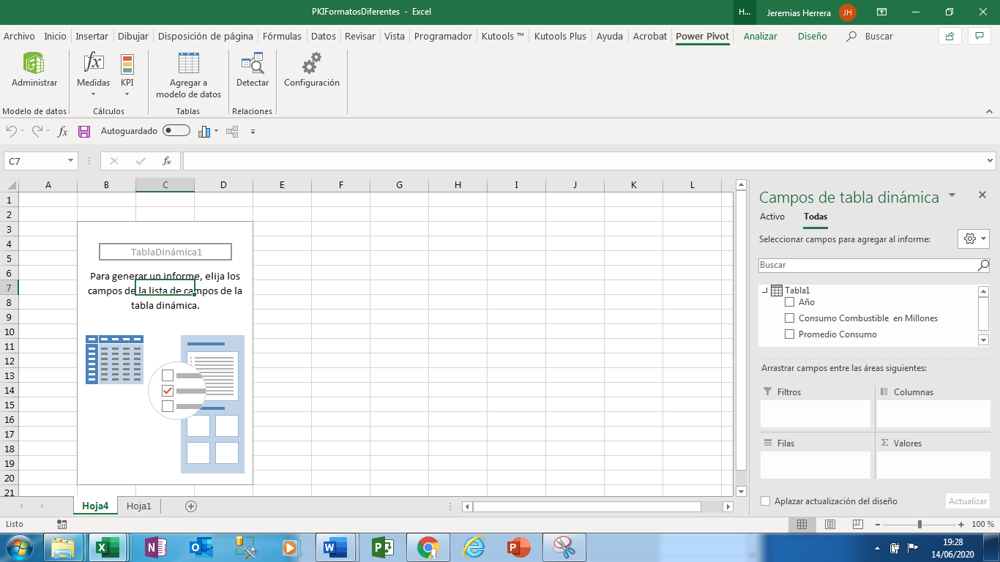 PKIFormatosDiferentes - Excel
H...
Jeremias Herrera
JH
Archivo Inicio Insertar Dibujar Disposición de página Fórmulas Datos Revisar Vista Programador Kutools ™ Kutools Plus Ayuda Acrobat Power Pivot Analizar Diseño Buscar
Administrar
Medidas
KPI
Agregar a
modelo de datos
Detectar
Configuración
Modelo de datos
Cálculos
Tablas
Relaciones
fx
Autoguardado
C7
fx
A B C D E F G H I J K L
1
2
3
4
5
6
7
8
9
10
11
12
13
14
15
16
17
18
19
20
21
TablaDinámica1
Para generar un informe, elija los
campos de la lista de campos de la
tabla dinámica.
Campos de tabla dinámica
Activo Todas
Seleccionar campos para agregar al informe:
Buscar
Tabla1
Año
Consumo Combustible en Millones
Promedio Consumo
Arrastrar campos entre las áreas siguientes:
Filtros
Columnas
Filas
Σ Valores
Aplazar actualización del diseño
Actualizar
Hoja4 Hoja1
Listo
100 %
19:28
14/06/2020